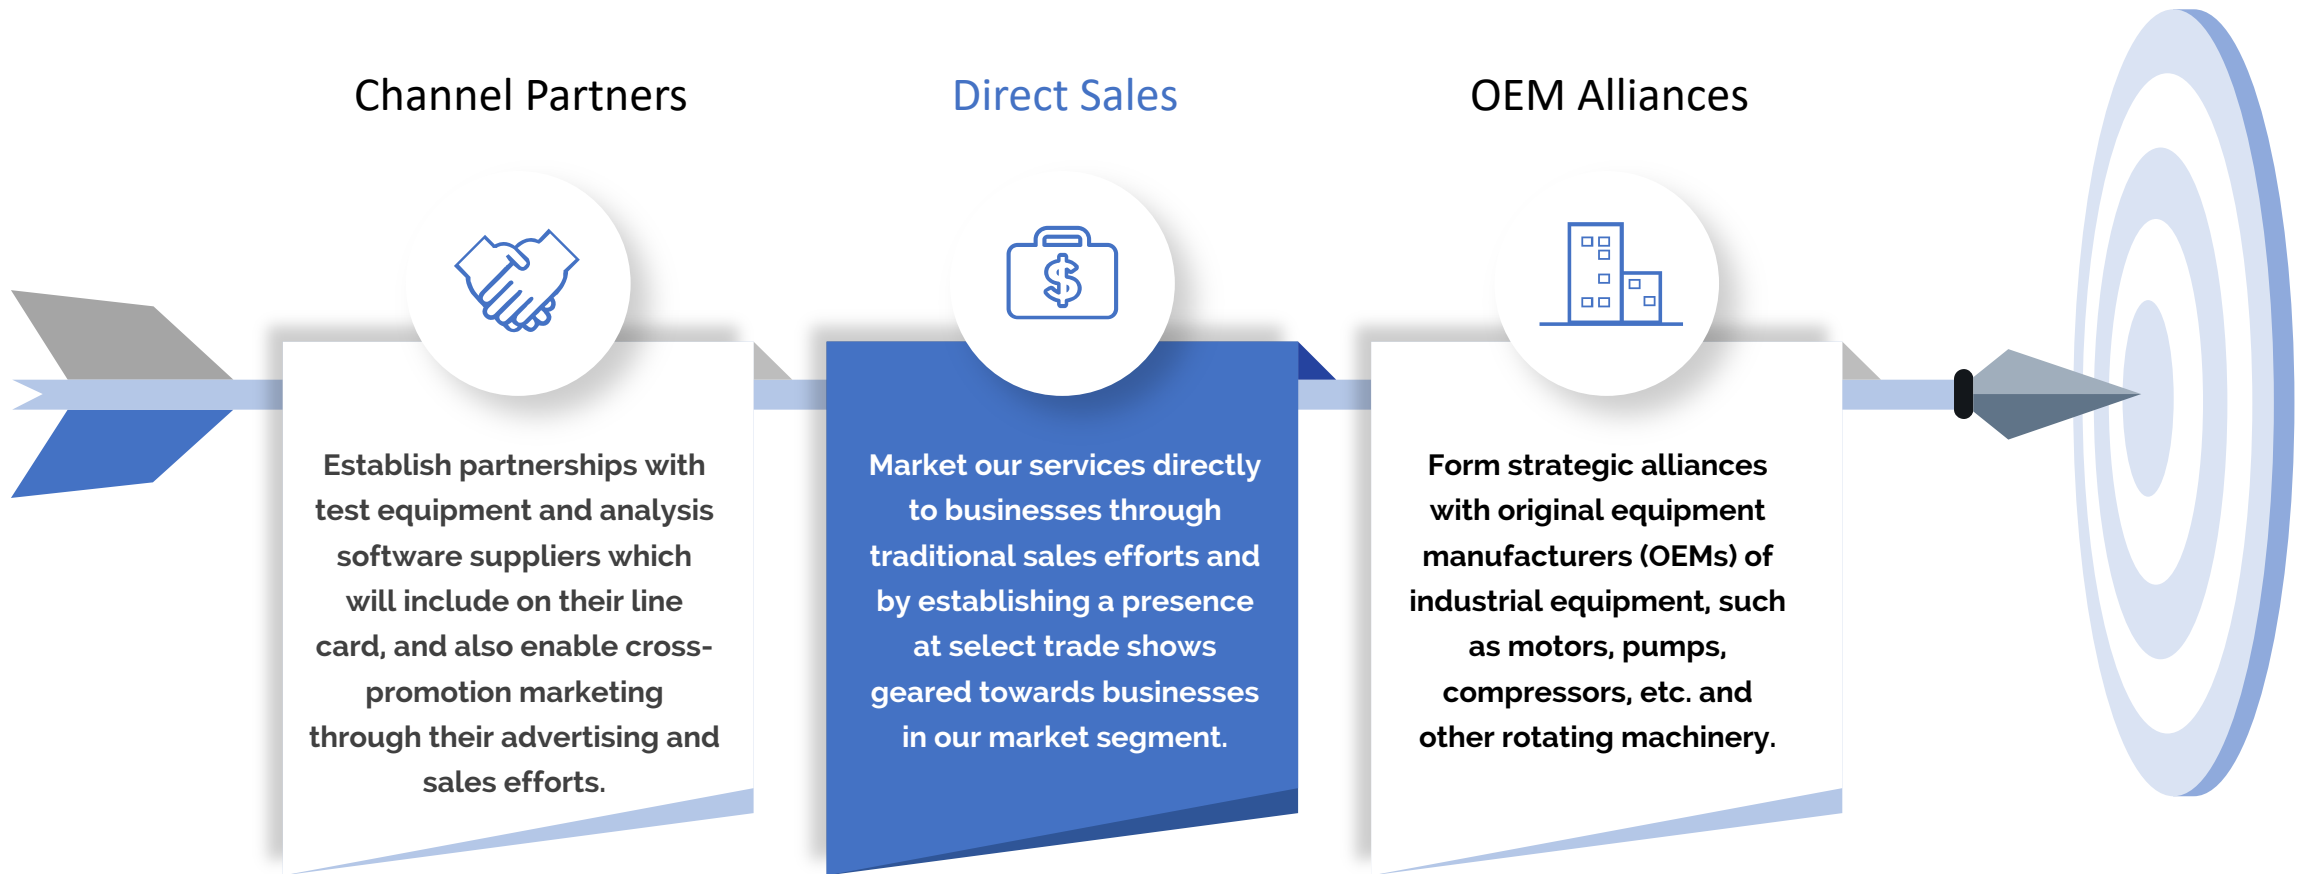 Channel Partners
Direct Sales
OEM Alliances
Establish partnerships with
test equipment and analysis
software suppliers which
will include on their line
card, and also enable cross-
promotion marketing
through their advertising and
sales efforts.
$
Market our services directly
to businesses through
traditional sales efforts and
by establishing a presence
at select trade shows
geared towards businesses
in our market segment.
Form strategic alliances
with original equipment
manufacturers (OEMs) of
industrial equipment, such
as motors, pumps,
compressors, etc. and
other rotating machinery.